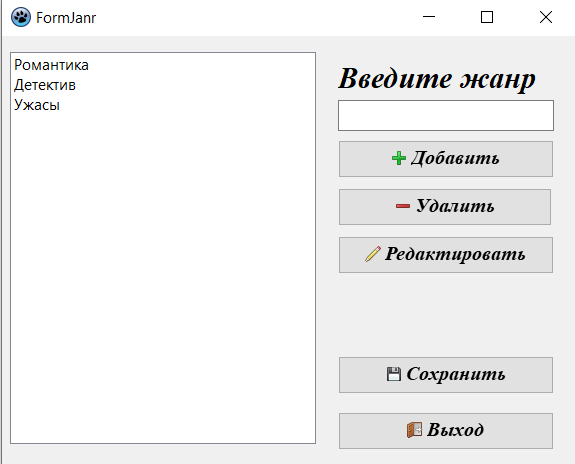 FormJanr
Романтика
Детектив
Ужасы
Введите жанр
Добавить
Удалить
Редактировать
Сохранить
Выход